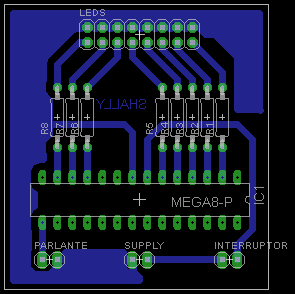 LEDS
SHALLY
R8
R7
R6
R5
R4
R3
R2
R1
MEGA8-P
IC1
PARLANTE
SUPPLY
INTERRUPTOR